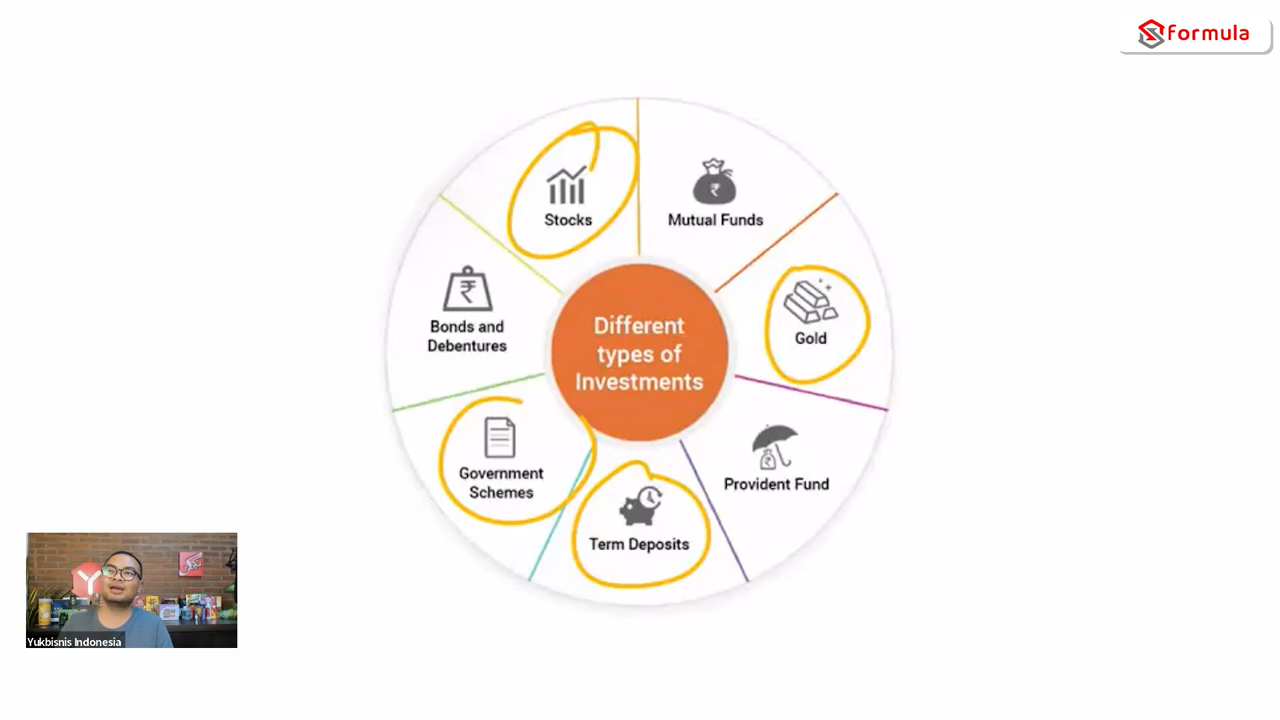 formula
Stocks
Mutual Funds
Bonds and
Debentures
Different
types of
Investments
Gold
Government
Schemes
Term Deposits
Provident Fund
Yukbisnis Indonesia